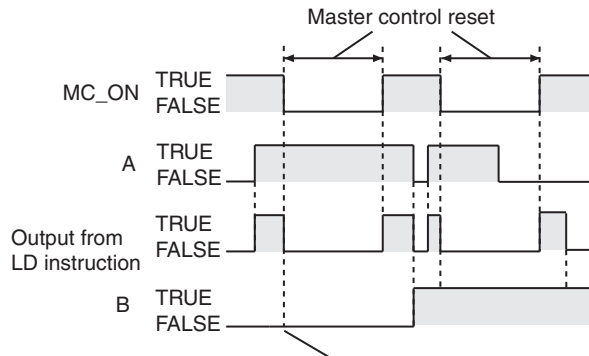 Master control reset
MC_ON
TRUE
FALSE
A
TRUE
FALSE
Output from
LD instruction
TRUE
FALSE
B
TRUE
FALSE